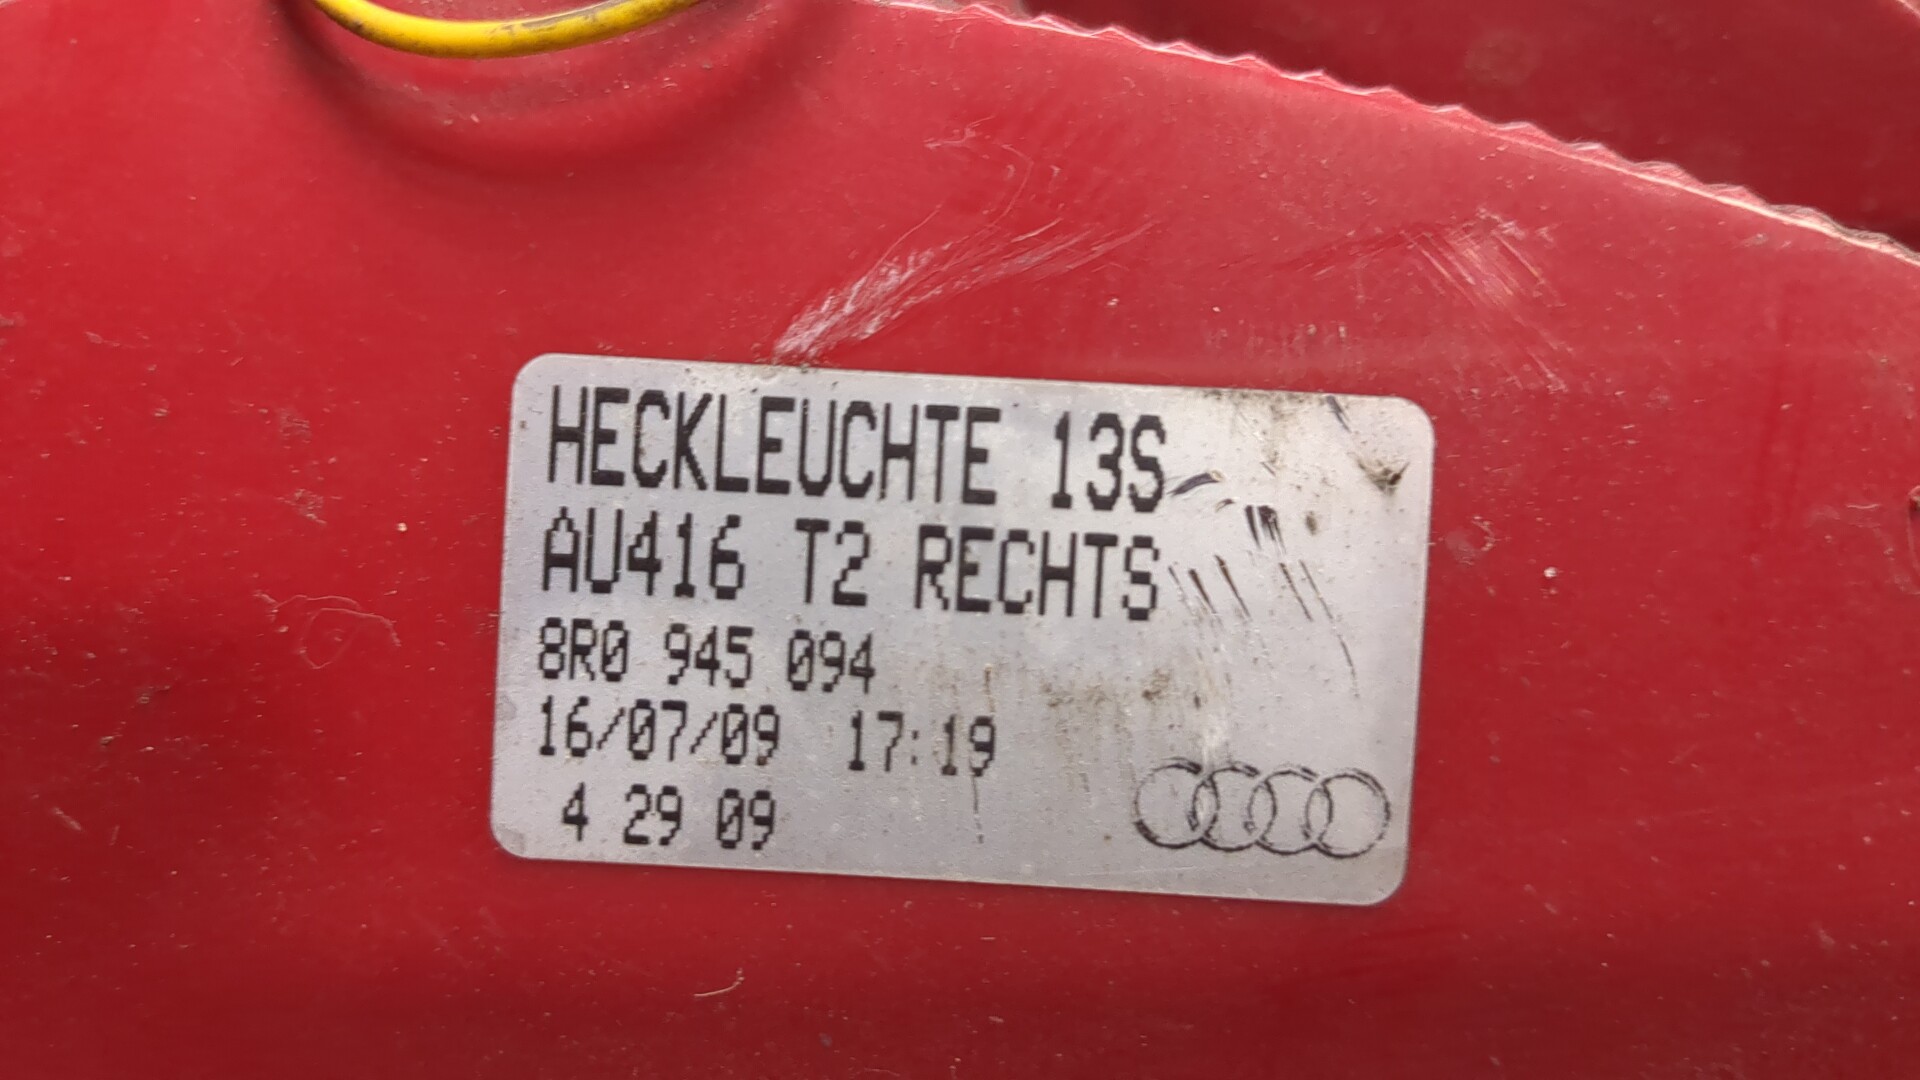 HECKLEUCHTE 13S
AU416 T2 RECHTS
8R0 945 094
16/07/09 17:19
4 29 09